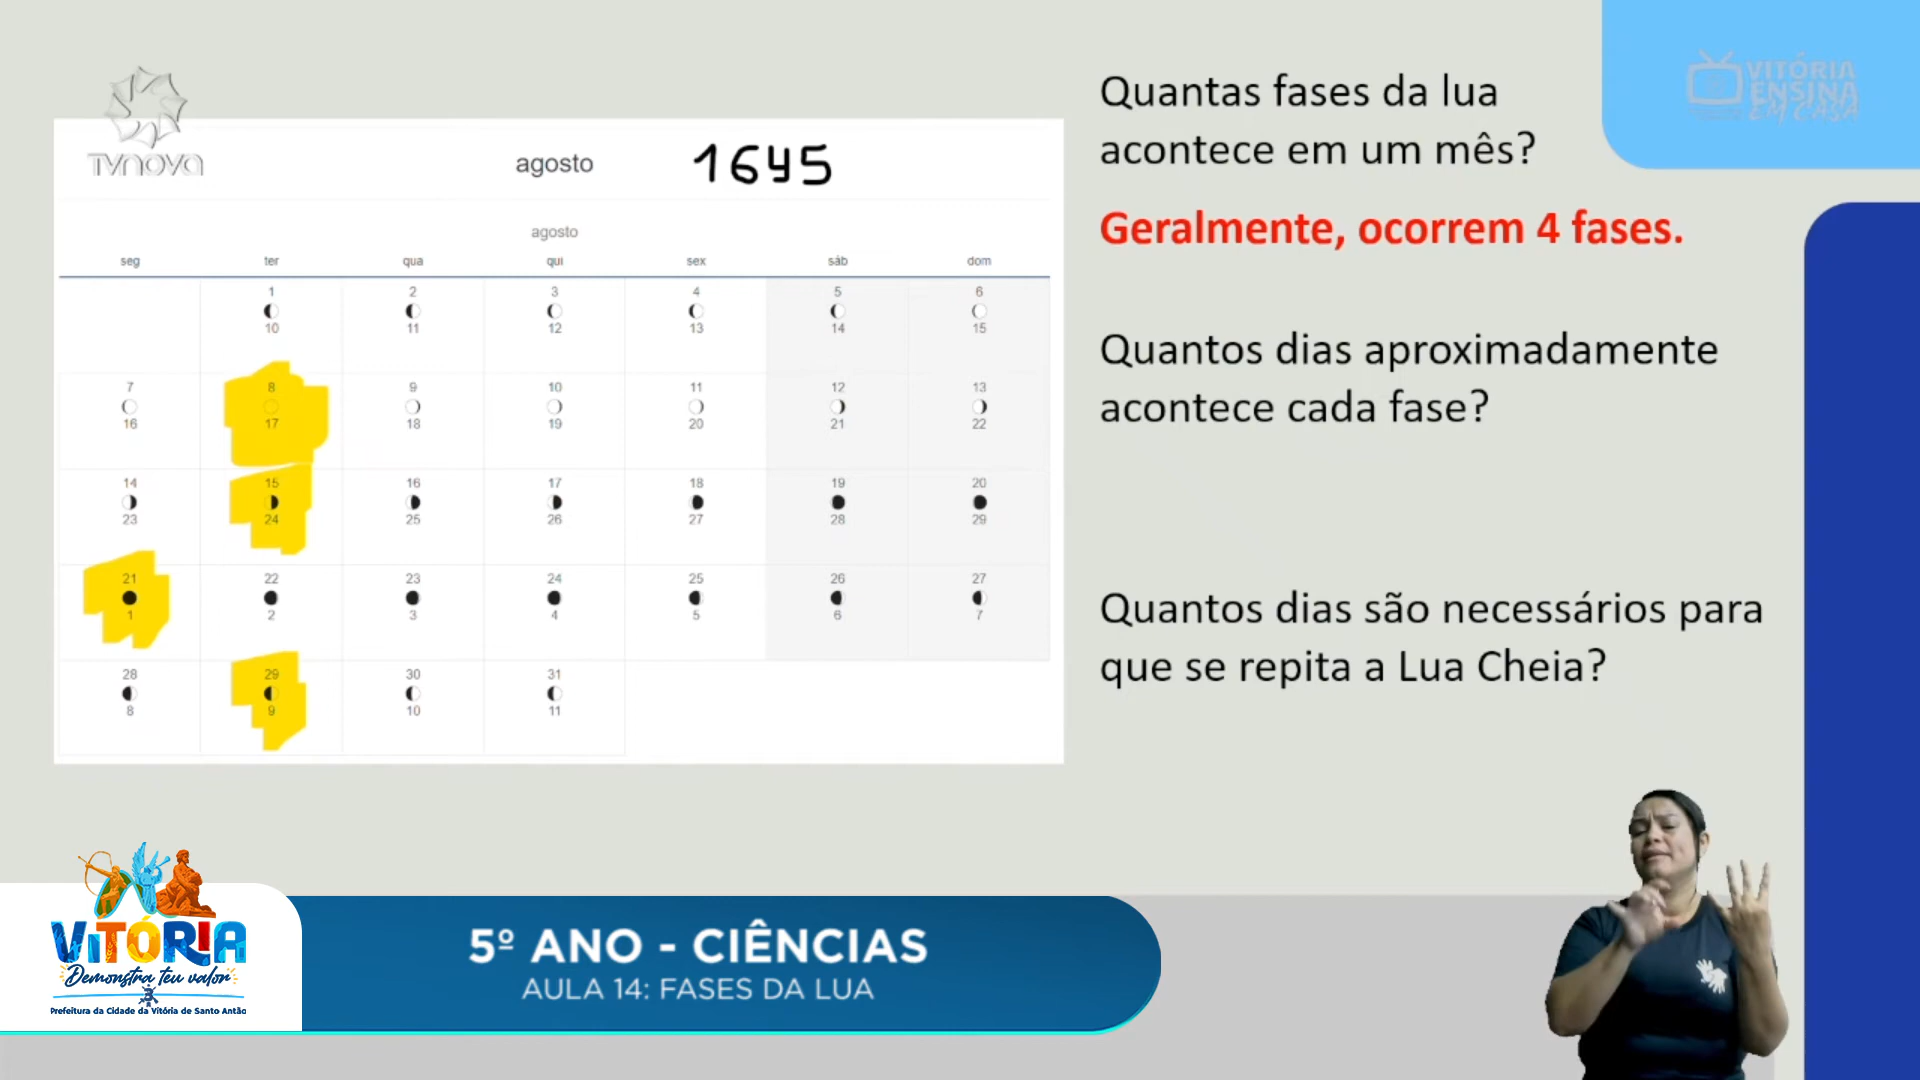 TVNOVA
agosto 1645
agosto
seg ter qua qui sex sáb dom
1 2 3 4 5 6
10 11 12 13 14 15
7 8 9 10 11 12 13
16 17 18 19 20 21 22
14 15 16 17 18 19 20
23 24 25 26 27 28 29
21 22 23 24 25 26 27
1 2 3 4 5 6 7
28 29 30 31
8 9 10 11
Quantas fases da lua
acontece em um mês?
Geralmente, ocorrem 4 fases.
Quantos dias aproximadamente
acontece cada fase?
Quantos dias são necessários para
que se repita a Lua Cheia?
VITÓRIA
ENSINA
EM CASA
VITÓRIA
Demonstra teu valor
Prefeitura da Cidade da Vitória de Santo Antão
5º ANO - CIÊNCIAS
AULA 14: FASES DA LUA